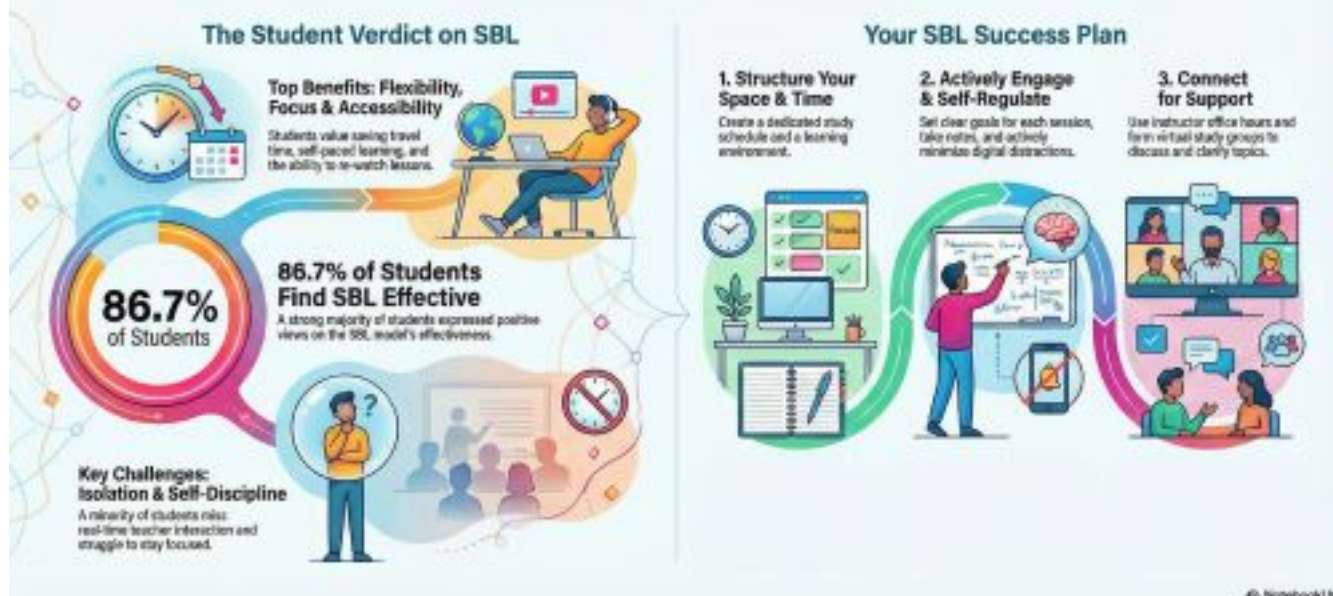 The Student Verdict on SBL
Top Benefits: Flexibility,
Focus & Accessibility
Students value saving travel
time, self-paced learning, and
the ability to re-watch lessons.
86.7%
of Students
86.7% of Students
Find SBL Effective
A strong majority of students expressed positive
views on the SBL model's effectiveness.
?
Key Challenges:
Isolation & Self-Discipline
A minority of students miss
real-time teacher interaction and
struggle to stay focused.
Your SBL Success Plan
1. Structure Your
Space & Time
Create a dedicated study
schedule and a learning
environment.
2. Actively Engage
& Self-Regulate
Set clear goals for each session,
take notes, and actively
minimize digital distractions.
3. Connect
for Support
Use instructor office hours and
form virtual study groups to
discuss and clarify topics.